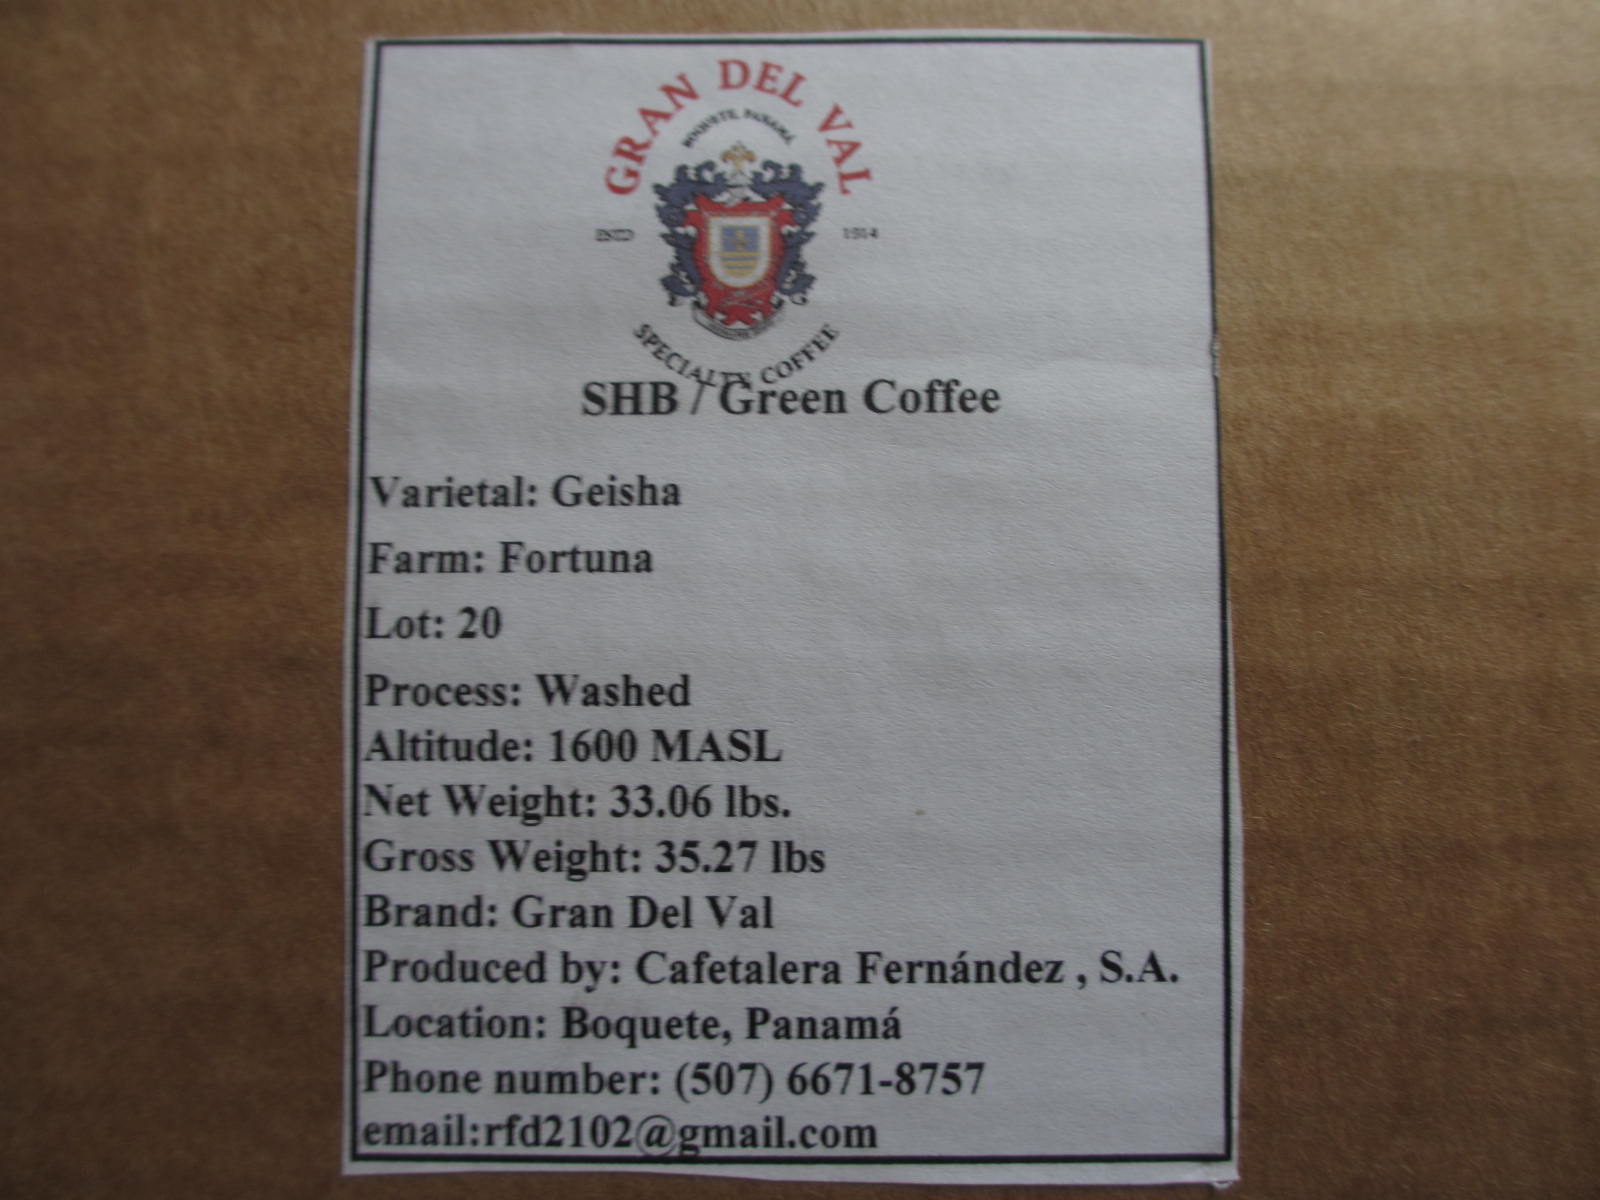 GRAN DEL VAL
BOQUETE, PANAMÁ
ESTD 1914
SPECIALTY COFFEE
SHB / Green Coffee
Varietal: Geisha
Farm: Fortuna
Lot: 20
Process: Washed
Altitude: 1600 MASL
Net Weight: 33.06 lbs.
Gross Weight: 35.27 lbs
Brand: Gran Del Val
Produced by: Cafetalera Fernández , S.A.
Location: Boquete, Panamá
Phone number: (507) 6671-8757
email:rfd2102@gmail.com